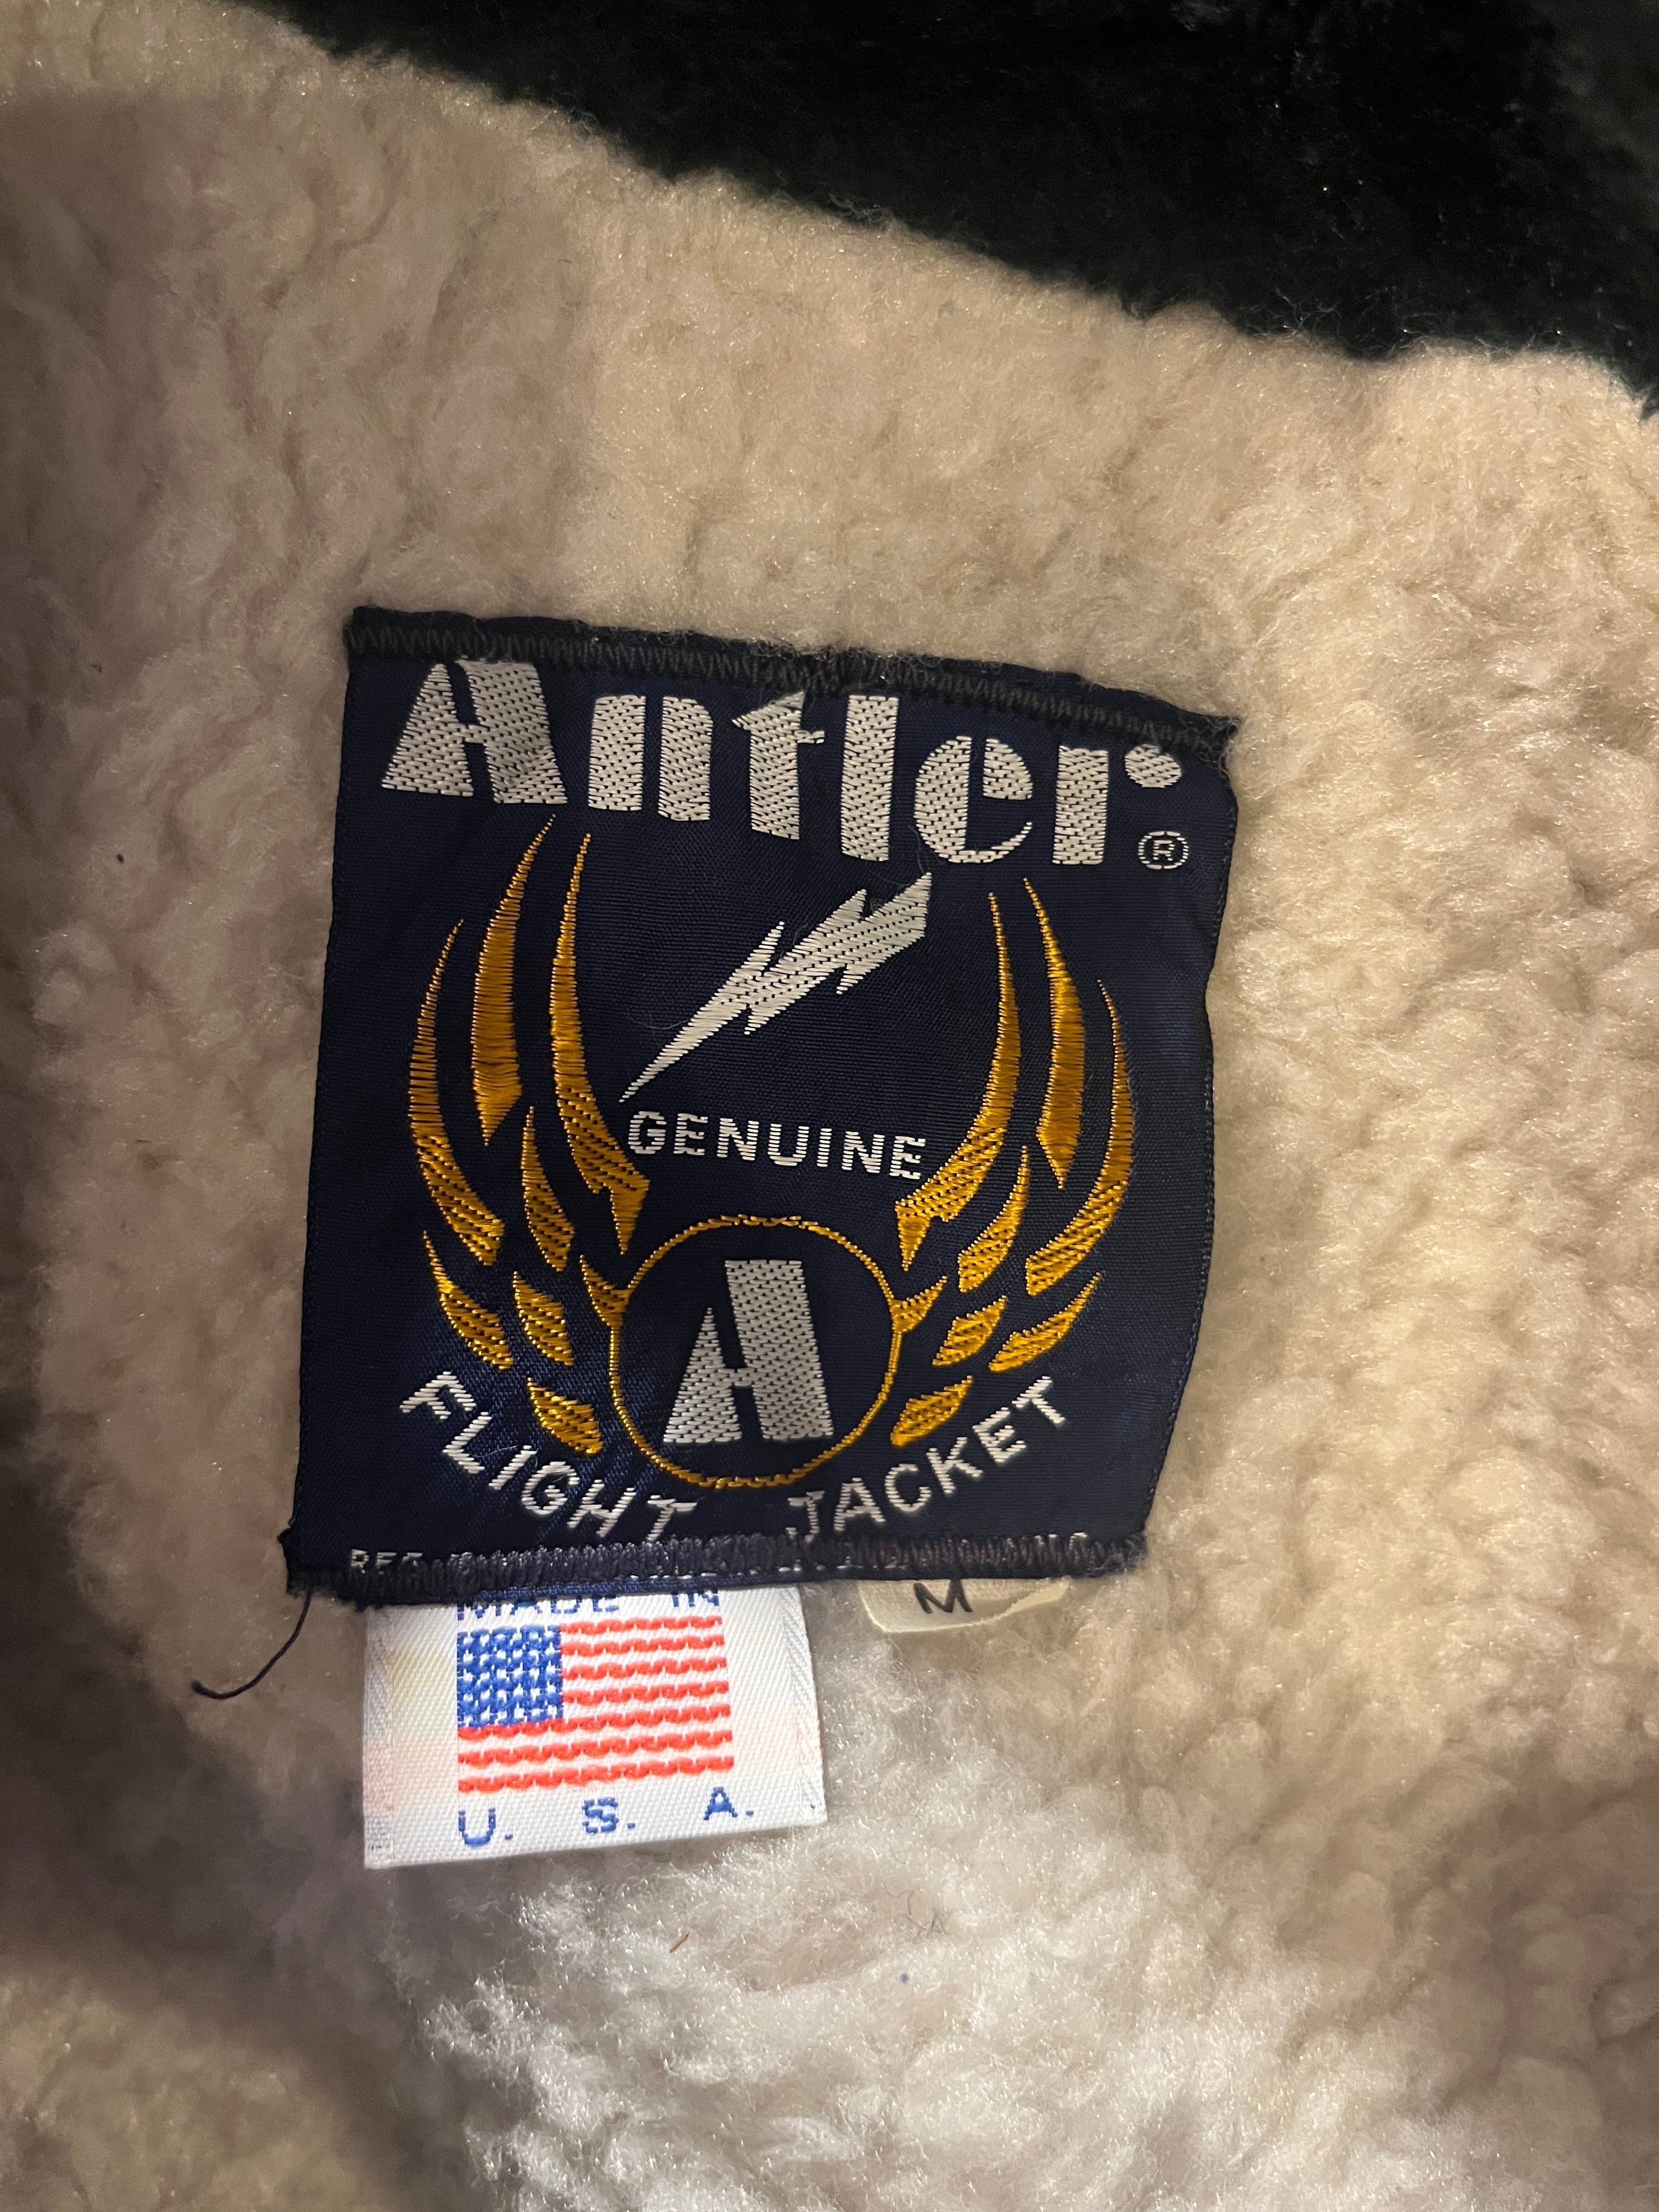 Antler®
GENUINE
A
FLIGHT JACKET
M
MADE IN
U. S. A.